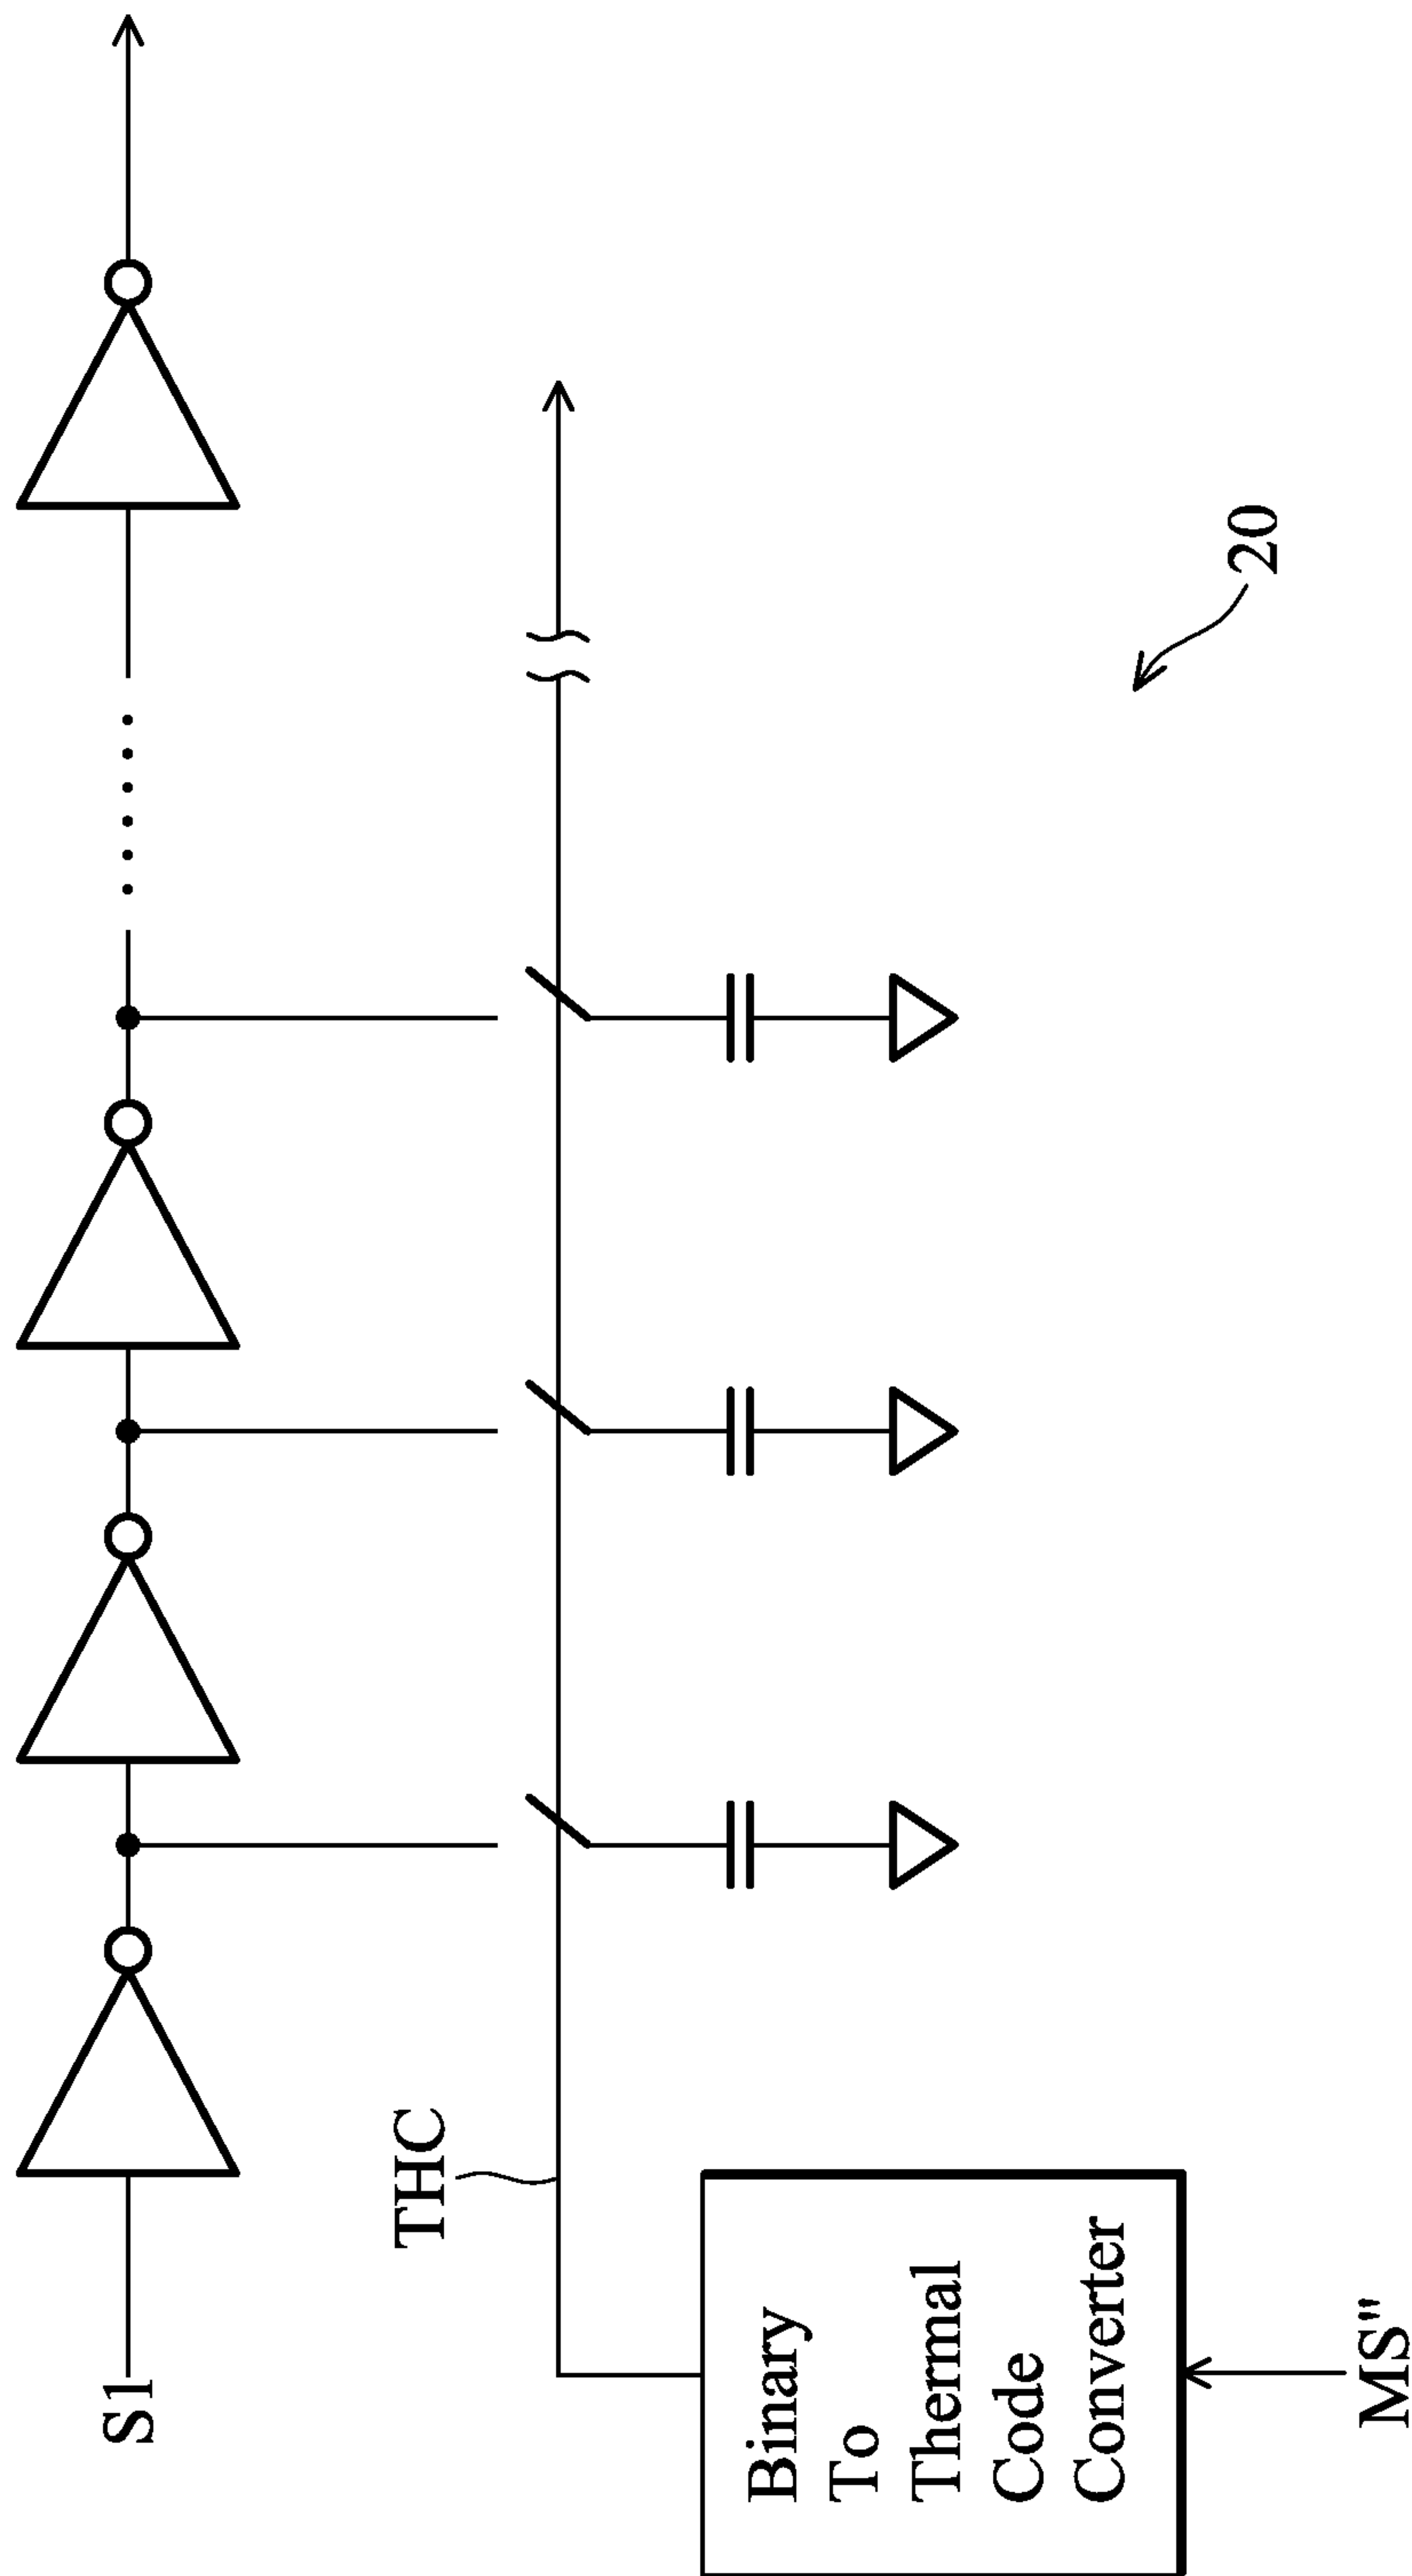 S1
THC
Binary
To
Thermal
Code
Converter
MS"
20